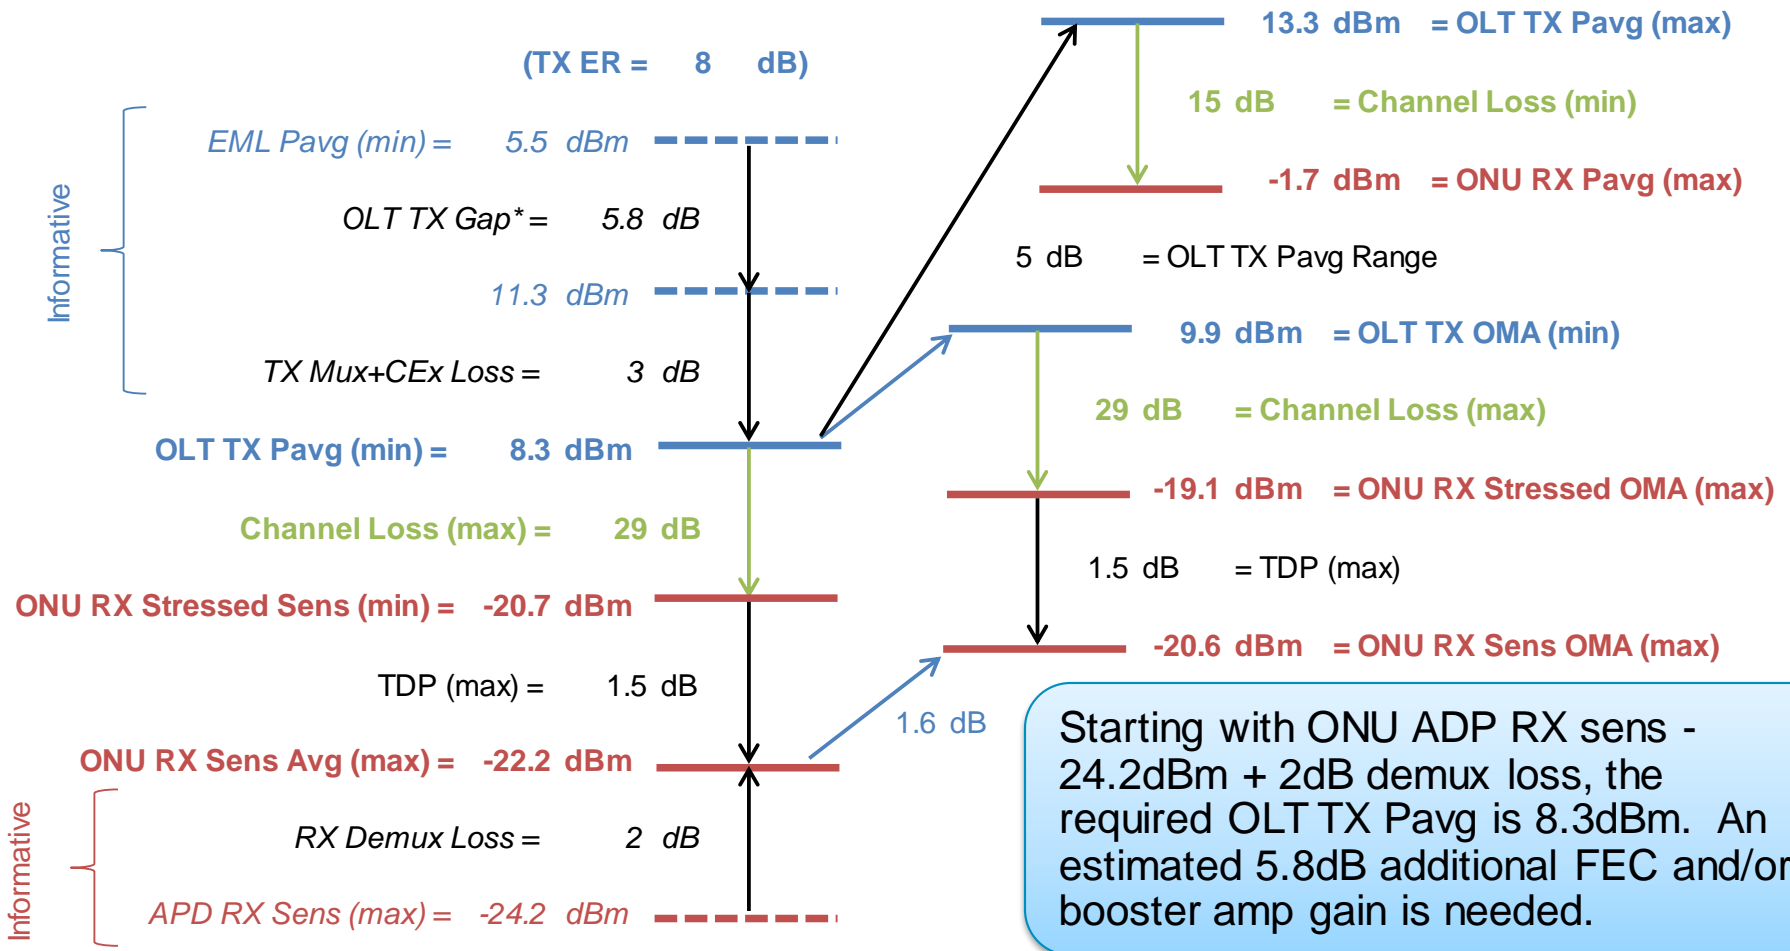 (TX ER = 8 dB)
Informative
EML Pavg (min) = 5.5 dBm
OLT TX Gap* = 5.8 dB
11.3 dBm
TX Mux+CEx Loss = 3 dB
OLT TX Pavg (min) = 8.3 dBm
Channel Loss (max) = 29 dB
ONU RX Stressed Sens (min) = -20.7 dBm
TDP (max) = 1.5 dB
ONU RX Sens Avg (max) = -22.2 dBm
Informative
RX Demux Loss = 2 dB
APD RX Sens (max) = -24.2 dBm
13.3 dBm = OLT TX Pavg (max)
15 dB = Channel Loss (min)
-1.7 dBm = ONU RX Pavg (max)
5 dB = OLT TX Pavg Range
9.9 dBm = OLT TX OMA (min)
29 dB = Channel Loss (max)
-19.1 dBm = ONU RX Stressed OMA (max)
1.5 dB = TDP (max)
-20.6 dBm = ONU RX Sens OMA (max)
1.6 dB
Starting with ONU ADP RX sens -
24.2dBm + 2dB demux loss, the
required OLT TX Pavg is 8.3dBm. An
estimated 5.8dB additional FEC and/or
booster amp gain is needed.